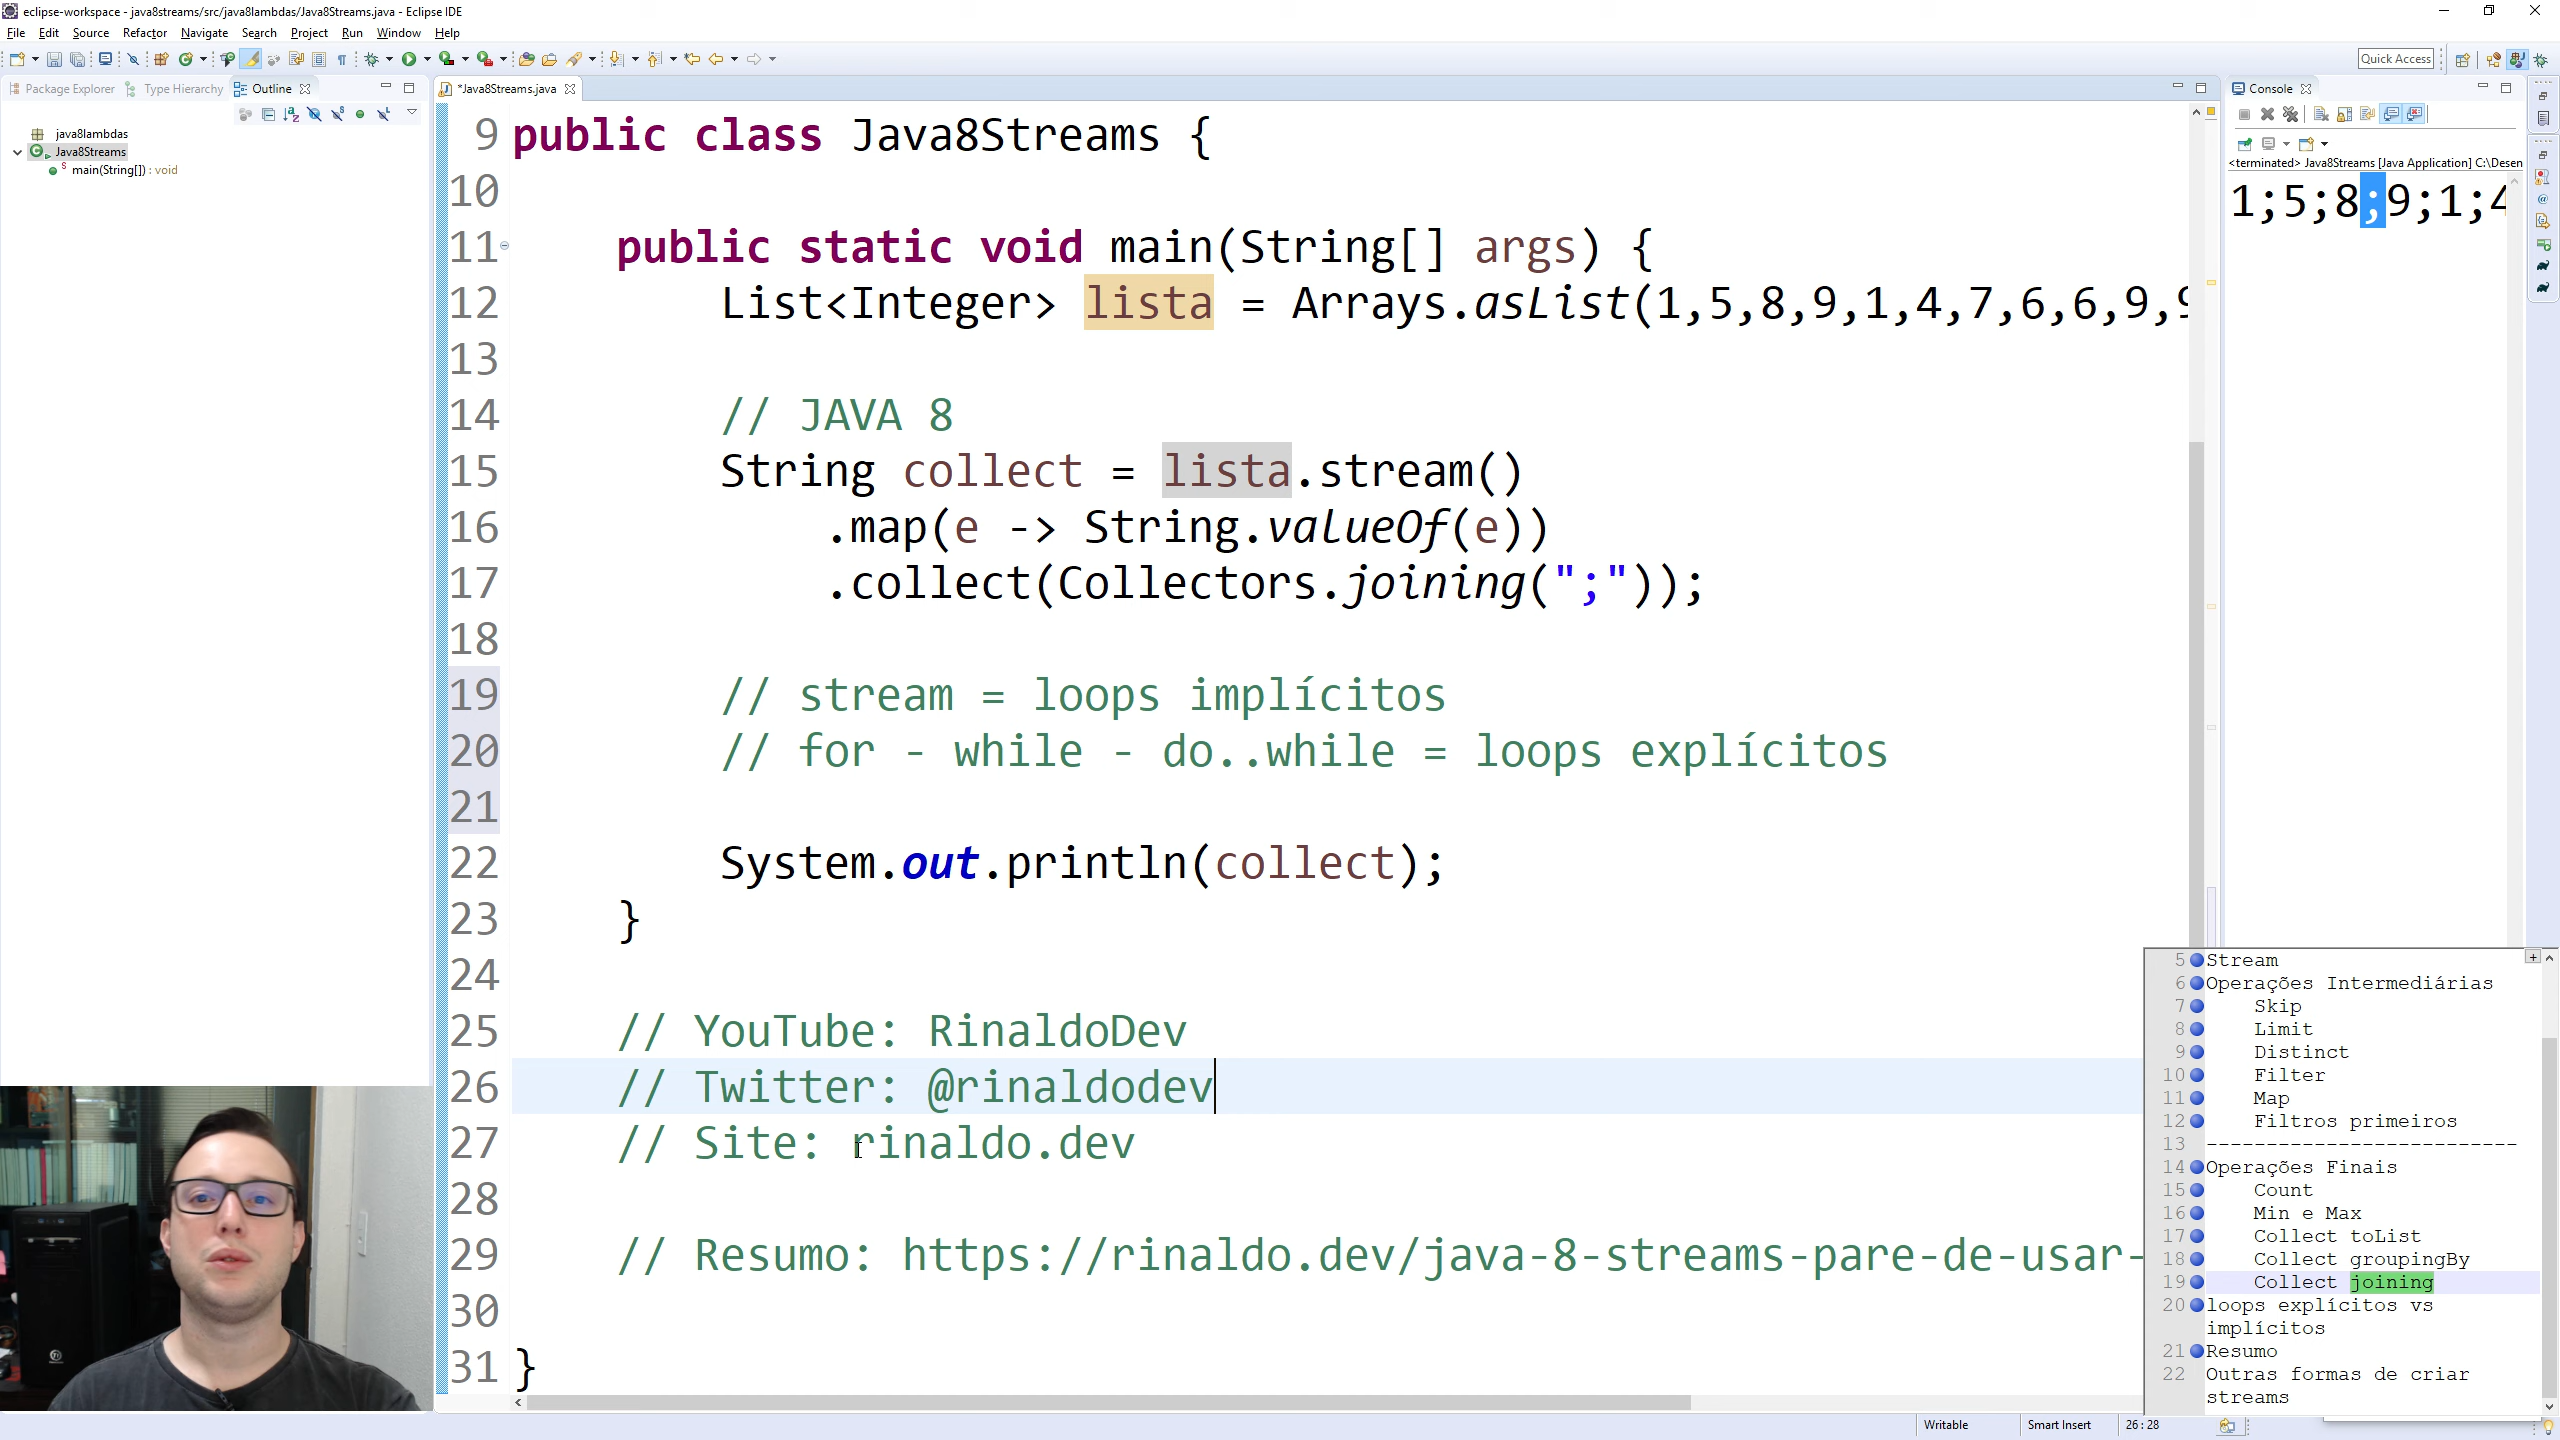 eclipse-workspace - java8streams/src/java8lambdas/Java8Streams.java - Eclipse IDE
File Edit Source Refactor Navigate Search Project Run Window Help
Quick Access
Package Explorer Type Hierarchy Outline
java8lambdas
Java8Streams
main(String[]) : void
*Java8Streams.java
9 public class Java8Streams {
10
11 public static void main(String[] args) {
12 List<Integer> lista = Arrays.asList(1,5,8,9,1,4,7,6,6,9,9
13
14 // JAVA 8
15 String collect = lista.stream()
16 .map(e -> String.valueOf(e))
17 .collect(Collectors.joining(";"));
18
19 // stream = loops implícitos
20 // for - while - do..while = loops explícitos
21
22 System.out.println(collect);
23 }
24
25 // YouTube: RinaldoDev
26 // Twitter: @rinaldodev
27 // Site: rinaldo.dev
28
29 // Resumo: https://rinaldo.dev/java-8-streams-pare-de-usar-
30
31 }
Console
<terminated> Java8Streams [Java Application] C:\Desen
1;5;8;9;1;4
5 Stream
6 Operações Intermediárias
7 Skip
8 Limit
9 Distinct
10 Filter
11 Map
12 Filtros primeiros
13 --------------------------
14 Operações Finais
15 Count
16 Min e Max
17 Collect toList
18 Collect groupingBy
19 Collect joining
20 loops explícitos vs
implícitos
21 Resumo
22 Outras formas de criar
streams
Writable Smart Insert 26 : 28